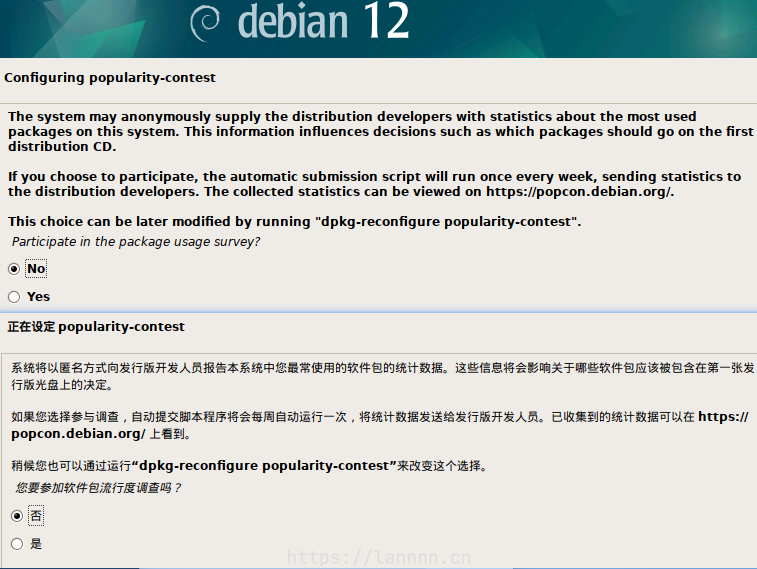 debian 12
Configuring popularity-contest
The system may anonymously supply the distribution developers with statistics about the most used
packages on this system. This information influences decisions such as which packages should go on the first
distribution CD.
If you choose to participate, the automatic submission script will run once every week, sending statistics to
the distribution developers. The collected statistics can be viewed on https://popcon.debian.org/.
This choice can be later modified by running "dpkg-reconfigure popularity-contest".
Participate in the package usage survey?
No
Yes
正在设定 popularity-contest
系统将以匿名方式向发行版开发人员报告本系统中您最常使用的软件包的统计数据。这些信息将会影响关于哪些软件包应该被包含在第一张发
行版光盘上的决定。
如果您选择参与调查，自动提交脚本程序将会每周自动运行一次，将统计数据发送给发行版开发人员。已收集到的统计数据可以在 https://
popcon.debian.org/ 上看到。
稍候您也可以通过运行“dpkg-reconfigure popularity-contest”来改变这个选择。
您要参加软件包流行度调查吗？
否
是
https://lannnn.cn